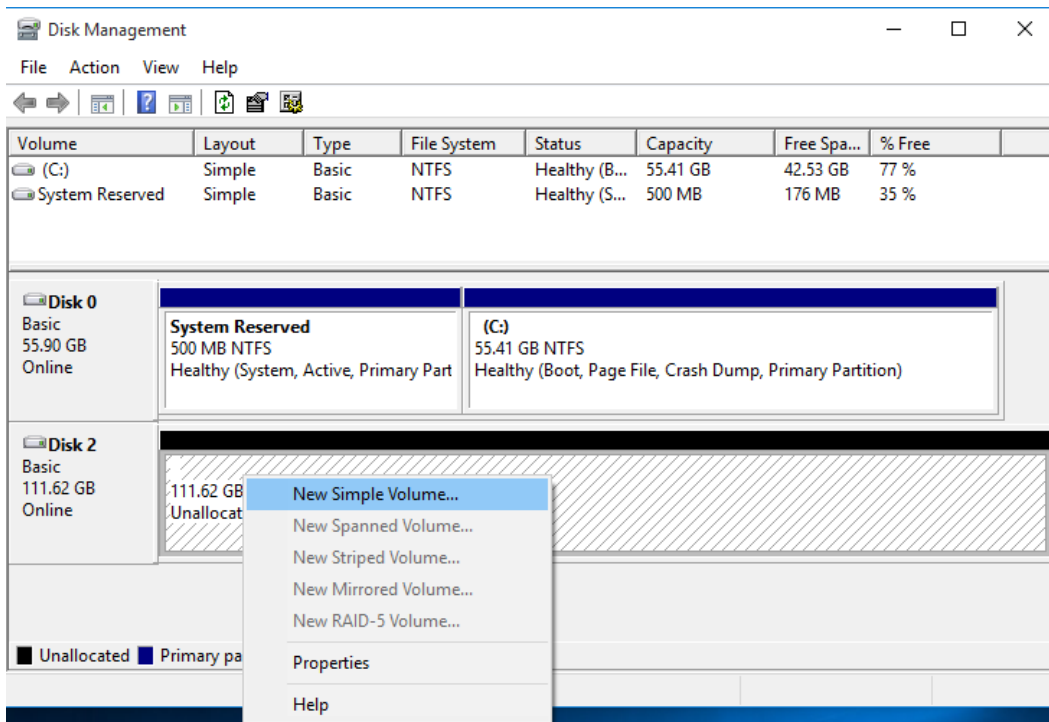 Disk Management
File Action View Help
Volume Layout Type File System Status Capacity Free Spa... % Free
(C:) Simple Basic NTFS Healthy (B... 55.41 GB 42.53 GB 77 %
System Reserved Simple Basic NTFS Healthy (S... 500 MB 176 MB 35 %
Disk 0
Basic
55.90 GB
Online
System Reserved
500 MB NTFS
Healthy (System, Active, Primary Part
(C:)
55.41 GB NTFS
Healthy (Boot, Page File, Crash Dump, Primary Partition)
Disk 2
Basic
111.62 GB
Online
111.62 GB
Unallocat
New Simple Volume...
New Spanned Volume...
New Striped Volume...
New Mirrored Volume...
New RAID-5 Volume...
Properties
Help
Unallocated Primary pa